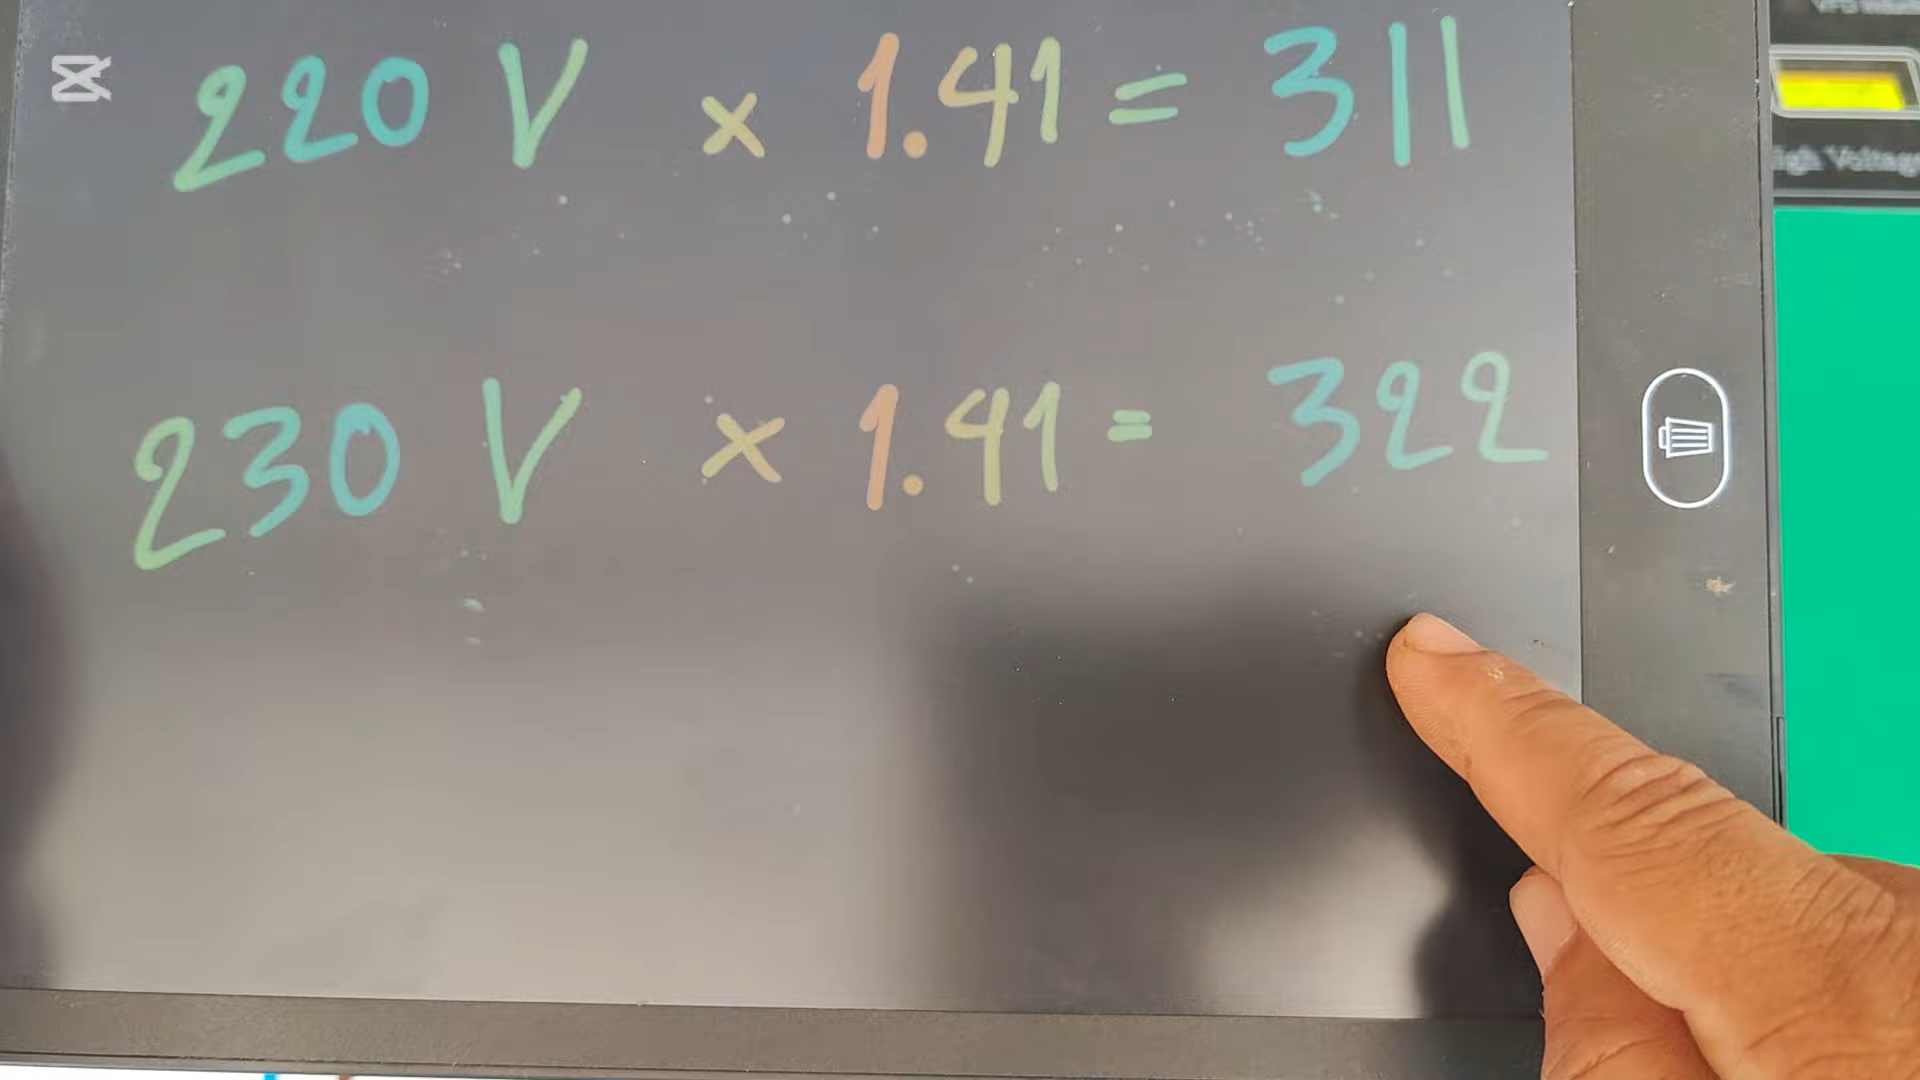 220 V x 1.41 = 311
230 V x 1.41 = 322